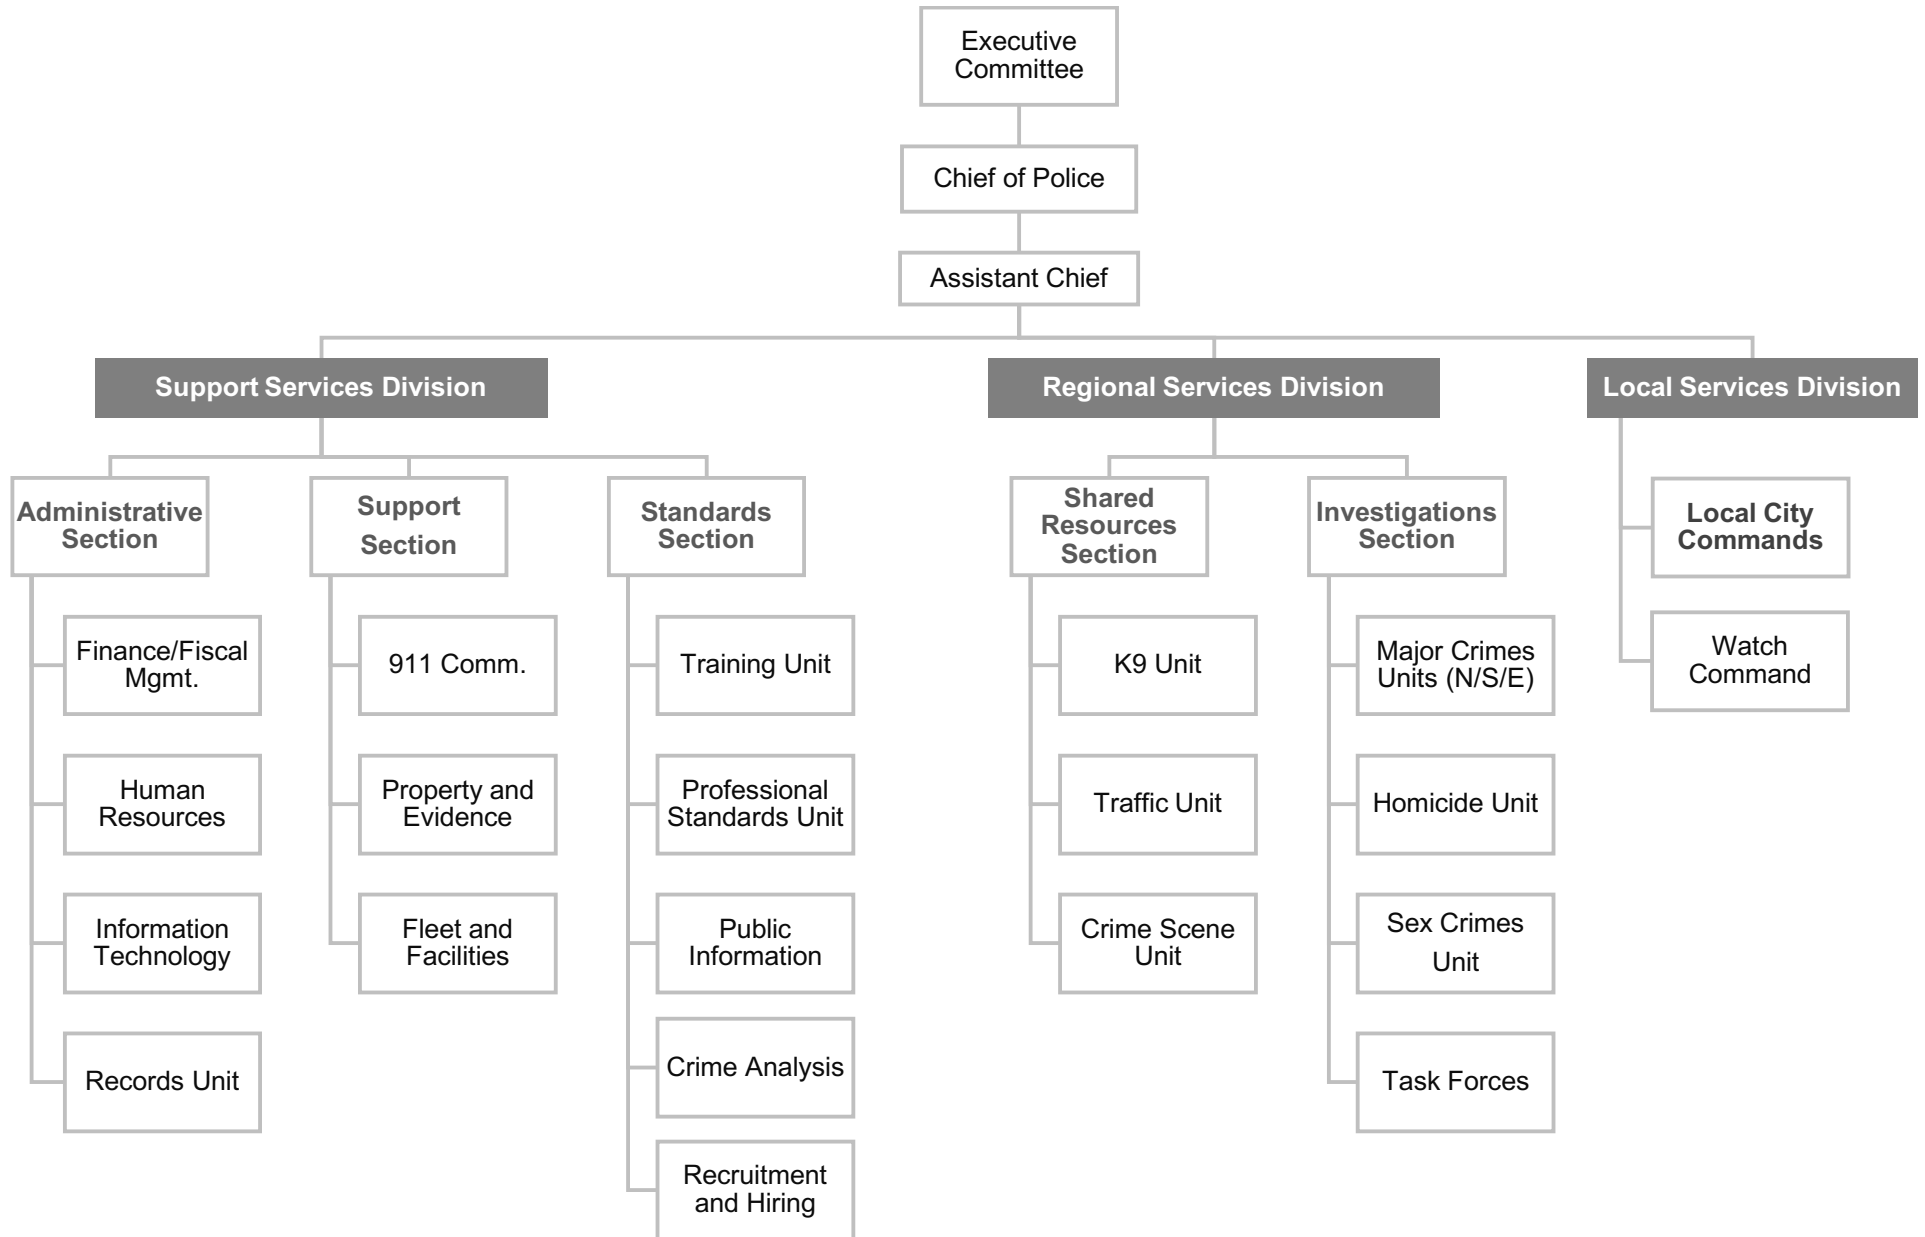 Executive
Committee
Chief of Police
Assistant Chief
Support Services Division
Regional Services Division
Local Services Division
Administrative
Section
Support
Section
Standards
Section
Shared
Resources
Section
Investigations
Section
Local City
Commands
Finance/Fiscal
Mgmt.
911 Comm.
Training Unit
K9 Unit
Major Crimes
Units (N/S/E)
Watch
Command
Human
Resources
Property and
Evidence
Professional
Standards Unit
Traffic Unit
Homicide Unit
Information
Technology
Fleet and
Facilities
Public
Information
Crime Scene
Unit
Sex Crimes
Unit
Records Unit
Crime Analysis
Task Forces
Recruitment
and Hiring